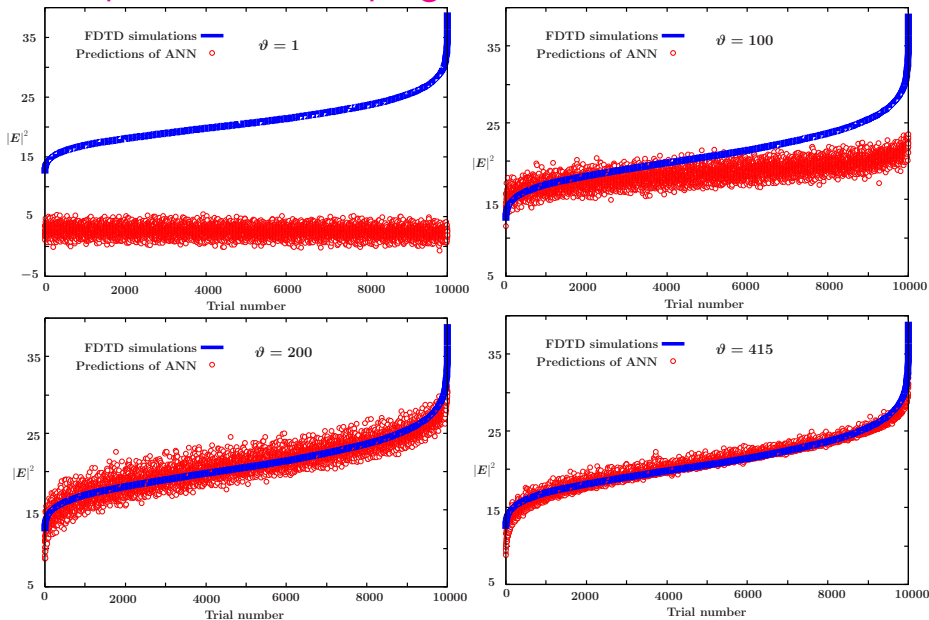 35
25
|E|²
15
5
−5
FDTD simulations
Predictions of ANN
ϑ = 1
0 2000 4000 6000 8000 10000
Trial number
35
25
|E|²
15
5
FDTD simulations
Predictions of ANN
ϑ = 100
0 2000 4000 6000 8000 10000
Trial number
35
25
|E|²
15
5
FDTD simulations
Predictions of ANN
ϑ = 200
0 2000 4000 6000 8000 10000
Trial number
35
25
|E|²
15
5
FDTD simulations
Predictions of ANN
ϑ = 415
0 2000 4000 6000 8000 10000
Trial number